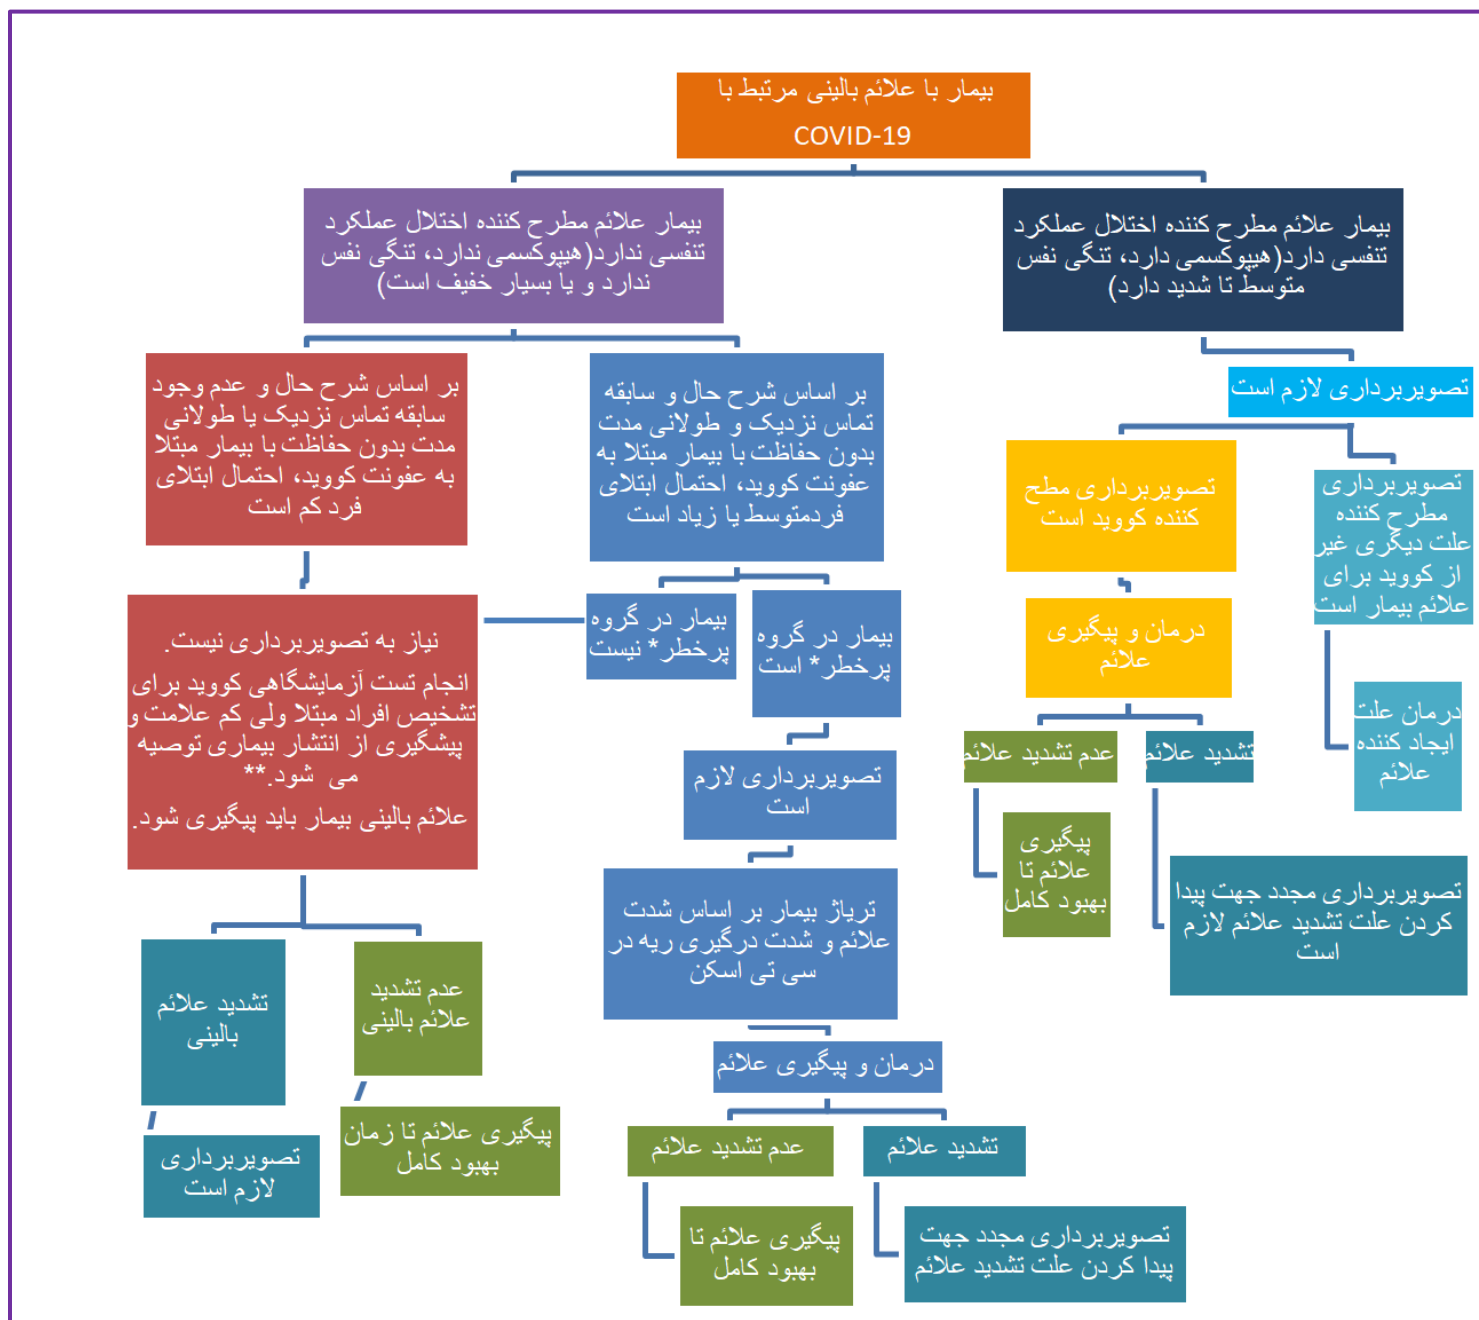 بیمار با علائم بالینی مرتبط با
COVID-19
بیمار علائم مطرح کننده اختلال عملکرد
تنفسی دارد(هیپوکسمی دارد، تنگی نفس
متوسط تا شدید دارد)
بیمار علائم مطرح کننده اختلال عملکرد
تنفسی ندارد(هیپوکسمی ندارد، تنگی نفس
ندارد و یا بسیار خفیف است)
تصویربرداری لازم است
تصویربرداری
مطرح کننده
علت دیگری غیر
از کووید برای
علائم بیمار است
درمان علت
ایجاد کننده
علائم
تصویربرداری مطح
کننده کووید است
درمان و پیگیری
علائم
تشدید علائم
عدم تشدید علائم
تصویربرداری مجدد جهت پیدا
کردن علت تشدید علائم لازم
است
پیگیری
علائم تا
بهبود کامل
بر اساس شرح حال و سابقه
تماس نزدیک و طولانی مدت
بدون حفاظت با بیمار مبتلا به
عفونت کووید، احتمال ابتلای
فردمتوسط یا زیاد است
بیمار در گروه
پرخطر* است
بیمار در گروه
پرخطر* نیست
تصویربرداری لازم
است
تریاژ بیمار بر اساس شدت
علائم و شدت درگیری ریه در
سی تی اسکن
درمان و پیگیری علائم
تشدید علائم
عدم تشدید علائم
تصویربرداری مجدد جهت
پیدا کردن علت تشدید علائم
پیگیری علائم تا
بهبود کامل
بر اساس شرح حال و عدم وجود
سابقه تماس نزدیک یا طولانی
مدت بدون حفاظت با بیمار مبتلا
به عفونت کووید، احتمال ابتلای
فرد کم است
نیاز به تصویربرداری نیست.
انجام تست آزمایشگاهی کووید برای
تشخیص افراد مبتلا ولی کم علامت و
پیشگیری از انتشار بیماری توصیه
می شود.**
علائم بالینی بیمار باید پیگیری شود.
عدم تشدید
علائم بالینی
تشدید علائم
بالینی
پیگیری علائم تا زمان
بهبود کامل
تصویربرداری
لازم است